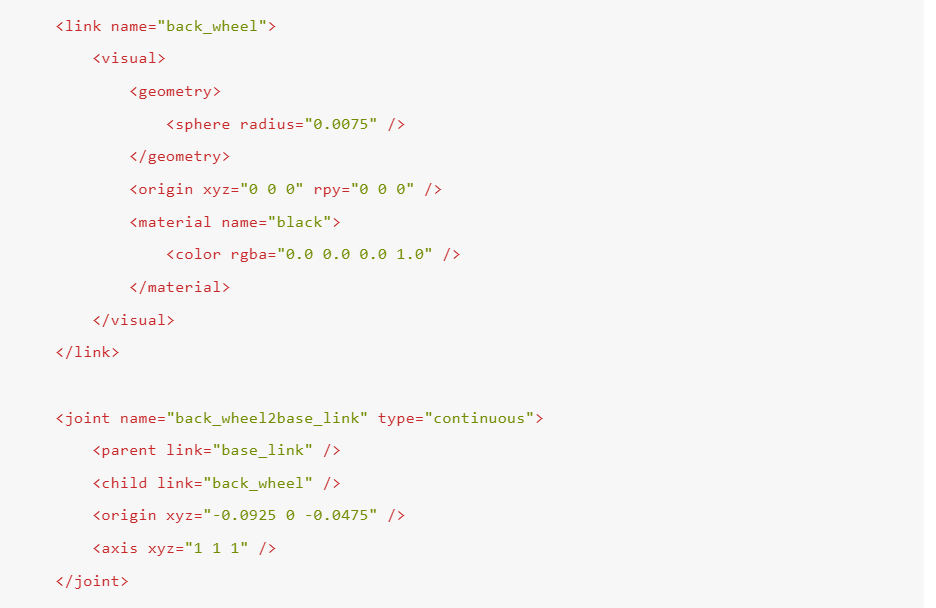 <link name="back_wheel">
<visual>
<geometry>
<sphere radius="0.0075" />
</geometry>
<origin xyz="0 0 0" rpy="0 0 0" />
<material name="black">
<color rgba="0.0 0.0 0.0 1.0" />
</material>
</visual>
</link>
<joint name="back_wheel2base_link" type="continuous">
<parent link="base_link" />
<child link="back_wheel" />
<origin xyz="-0.0925 0 -0.0475" />
<axis xyz="1 1 1" />
</joint>